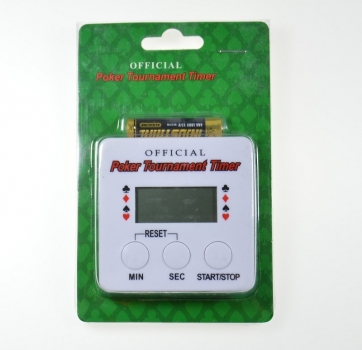 OFFICIAL
Poker Tournament Timer
OFFICIAL
Poker Tournament Timer
RESET
MIN SEC START/STOP